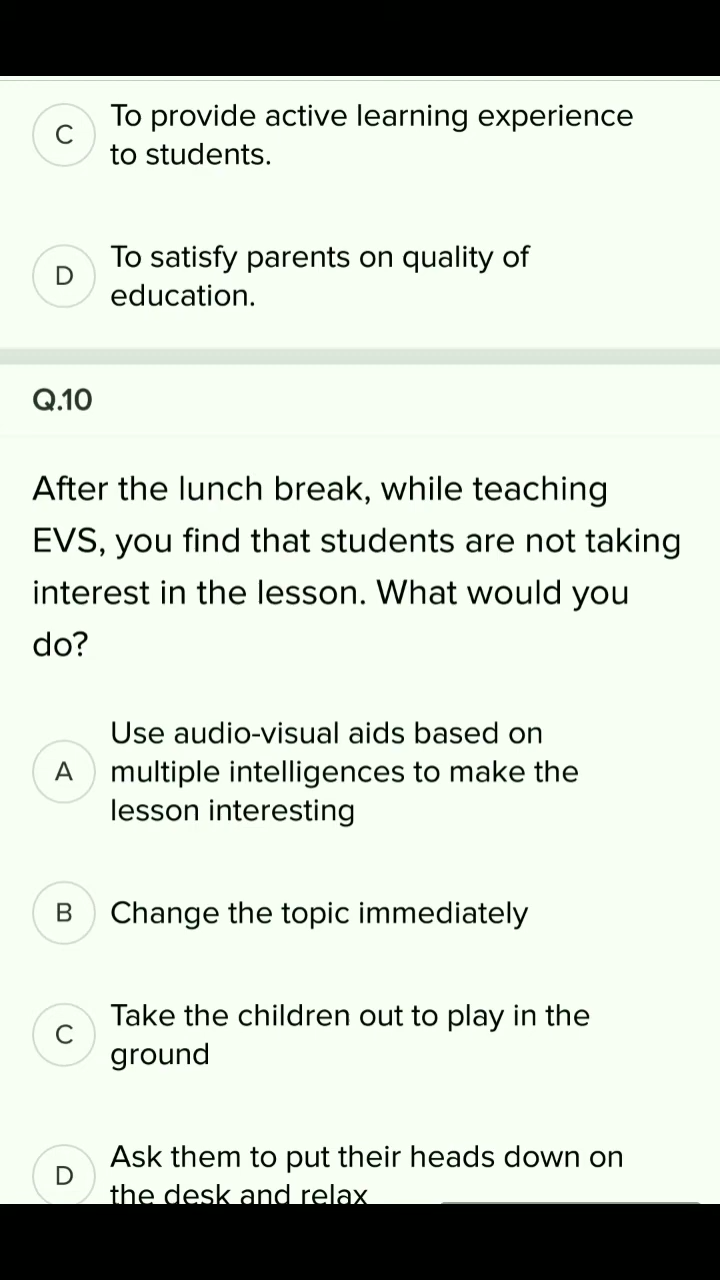 C
To provide active learning experience
to students.
D
To satisfy parents on quality of
education.
Q.10
After the lunch break, while teaching
EVS, you find that students are not taking
interest in the lesson. What would you
do?
A
Use audio-visual aids based on
multiple intelligences to make the
lesson interesting
B
Change the topic immediately
C
Take the children out to play in the
ground
D
Ask them to put their heads down on
the desk and relax